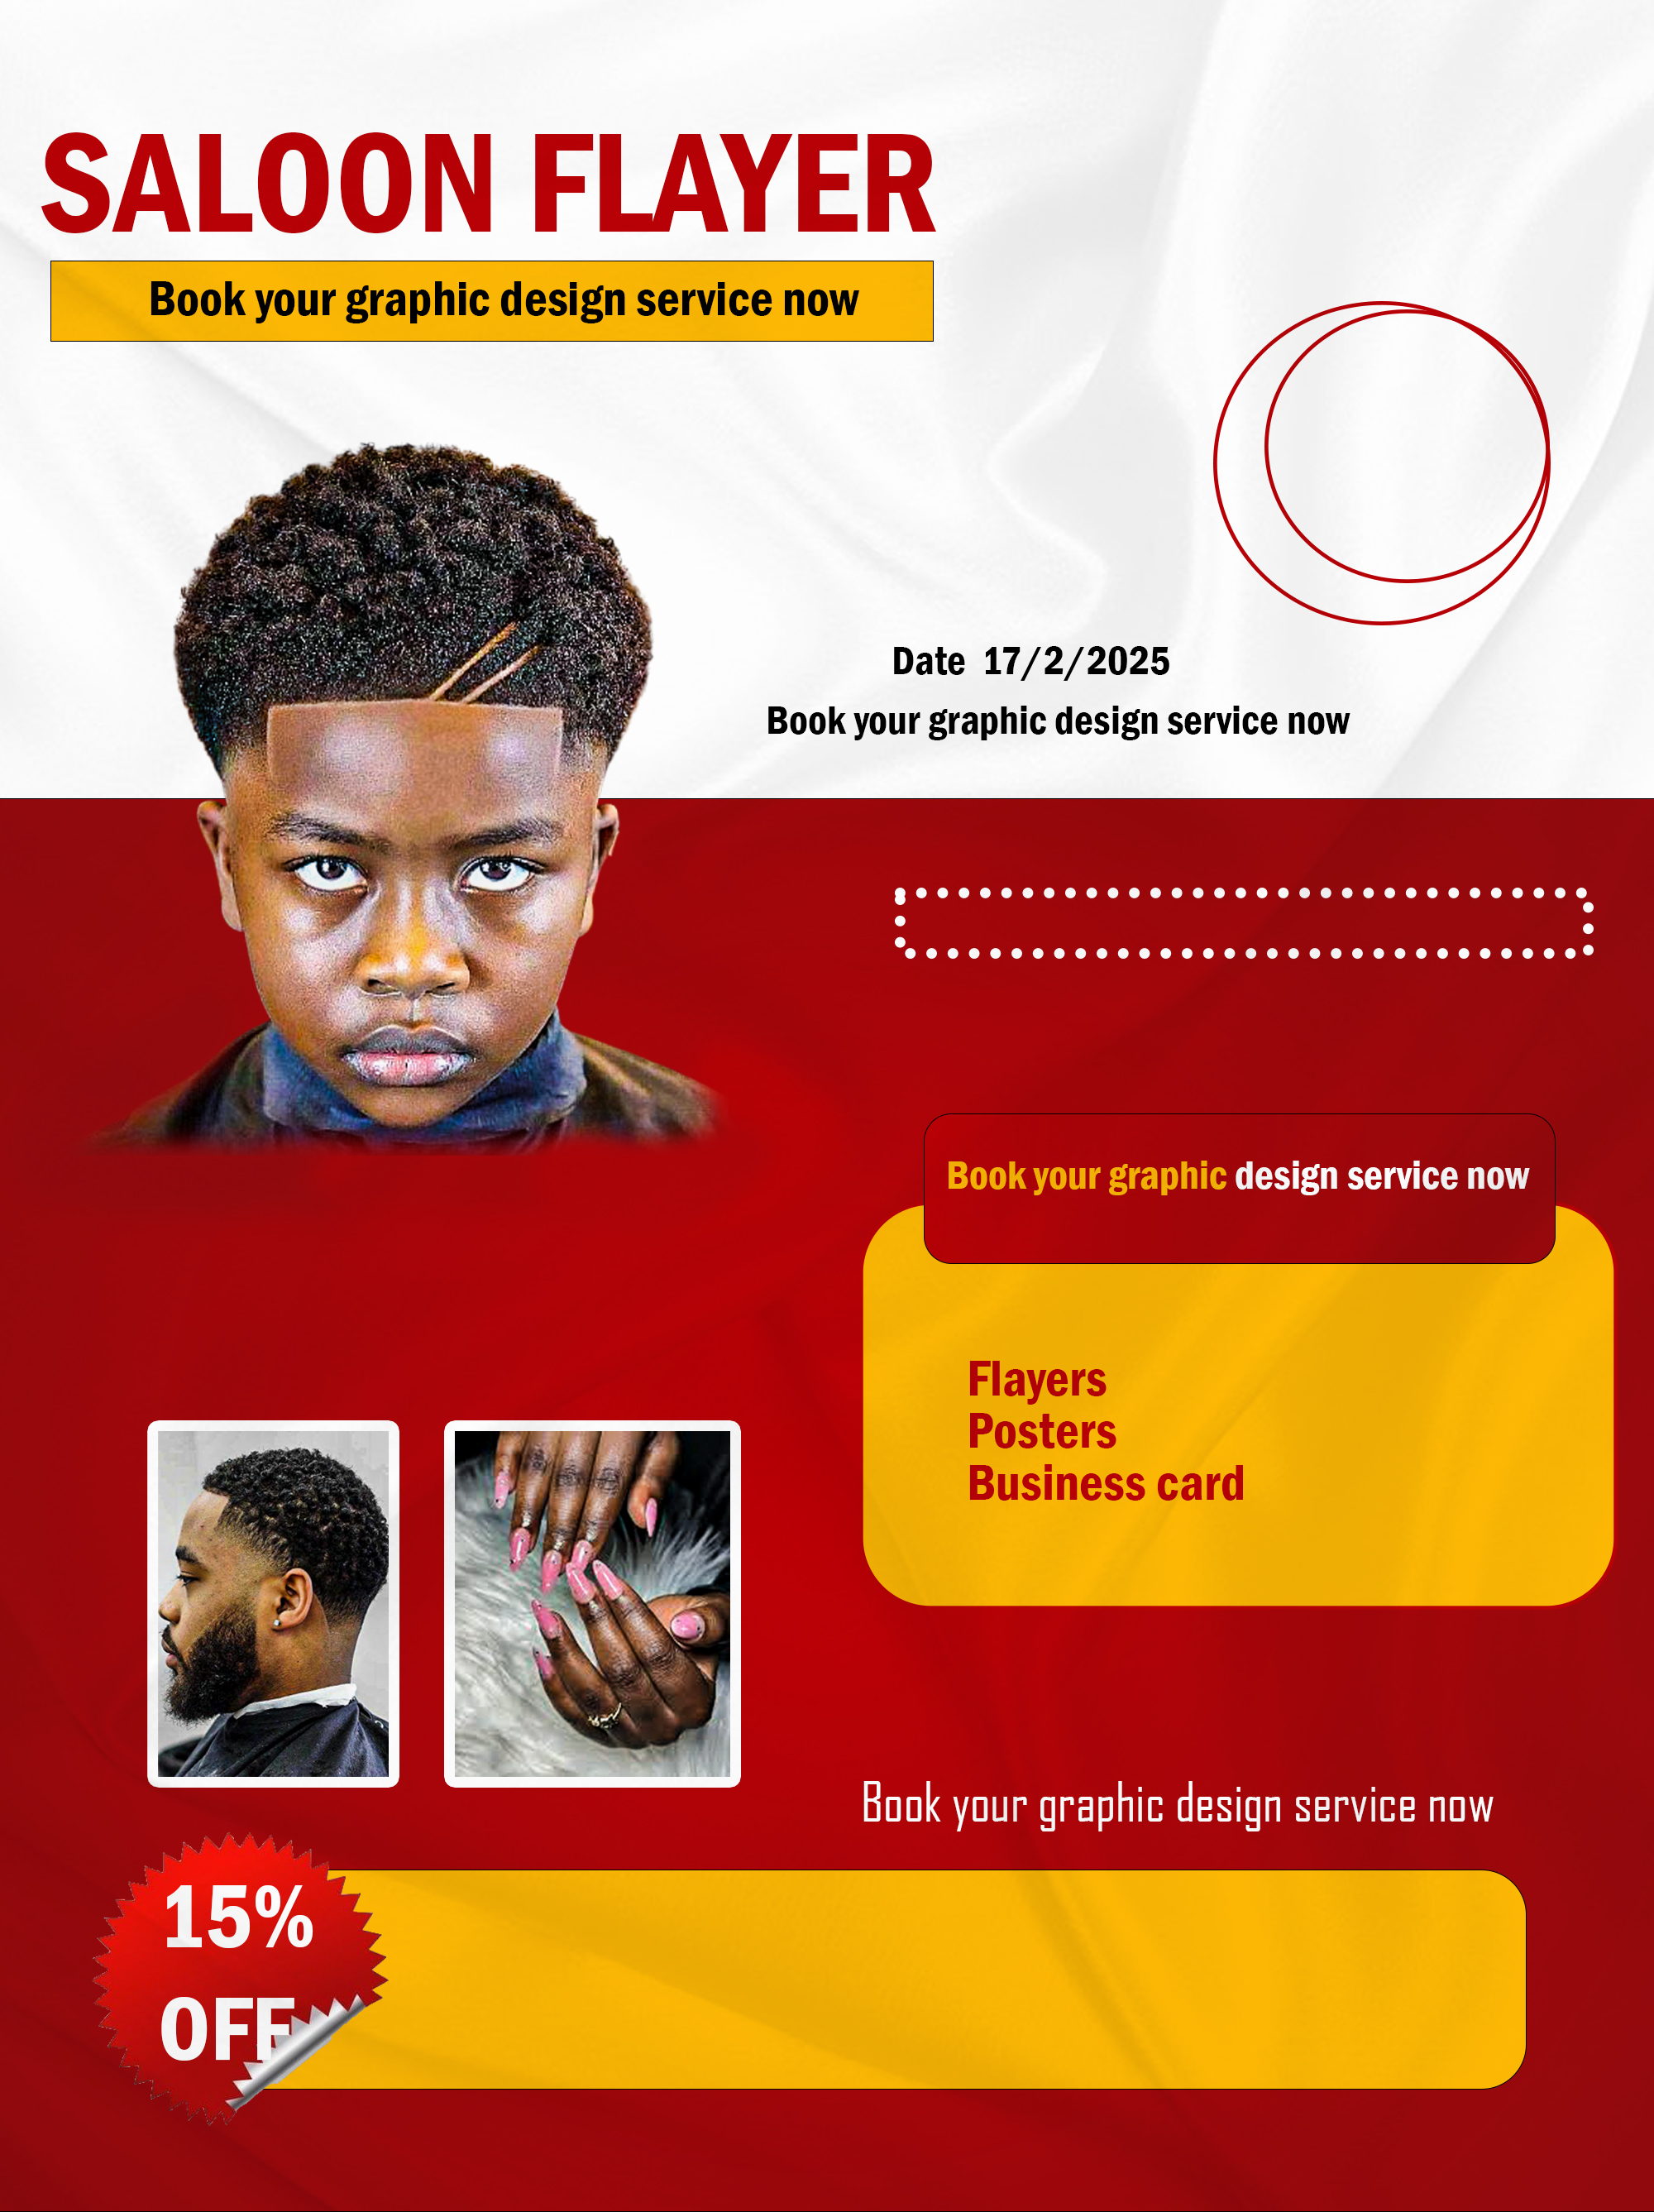 SALOON FLAYER
Book your graphic design service now
Date 17/2/2025
Book your graphic design service now
Book your graphic design service now
Flayers
Posters
Business card
Book your graphic design service now
15%
OFF